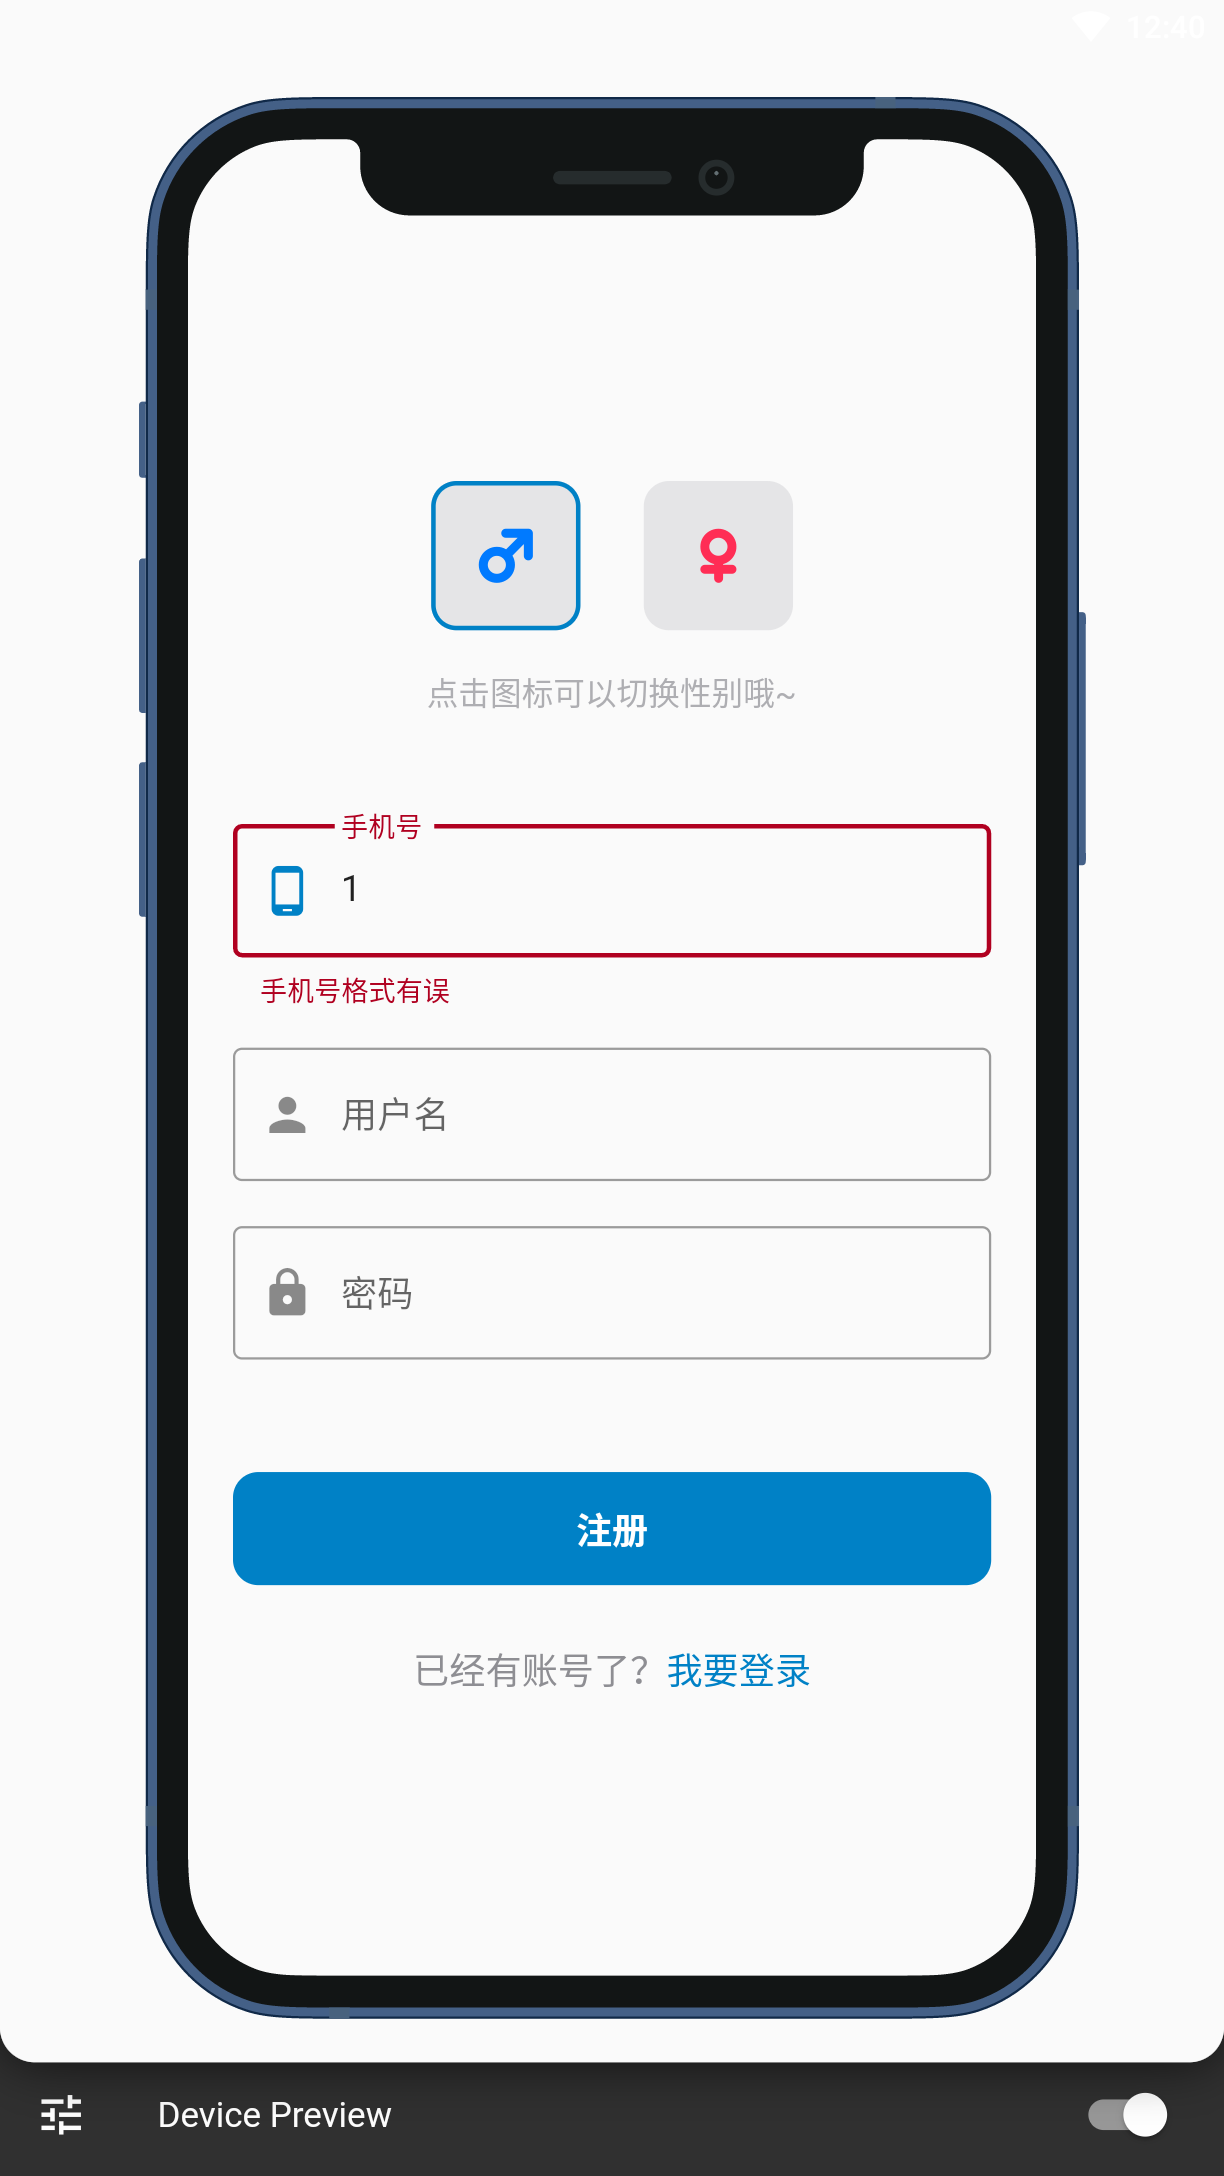 12:40
点击图标可以切换性别哦~
手机号
1
手机号格式有误
用户名
密码
注册
已经有账号了？我要登录
Device Preview